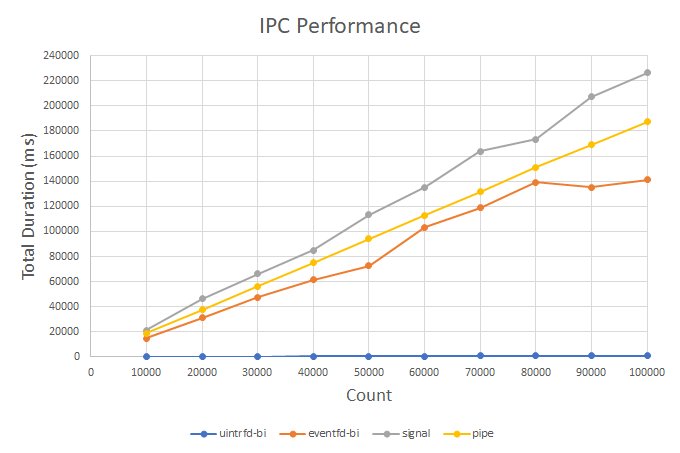 IPC Performance
240000
220000
200000
180000
160000
140000
120000
100000
80000
60000
40000
20000
0
Total Duration (ms)
0 10000 20000 30000 40000 50000 60000 70000 80000 90000 100000
Count
uintrfd-bi eventfd-bi signal pipe